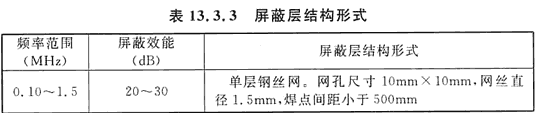 表 13.3.3 屏蔽层结构形式
频率范围 屏蔽效能 屏蔽层结构形式
(MHz) (dB)
0.10～1.5 20～30 单层钢丝网。网孔尺寸 10mm×10mm,网丝直
径 1.5mm,焊点间距小于 500mm